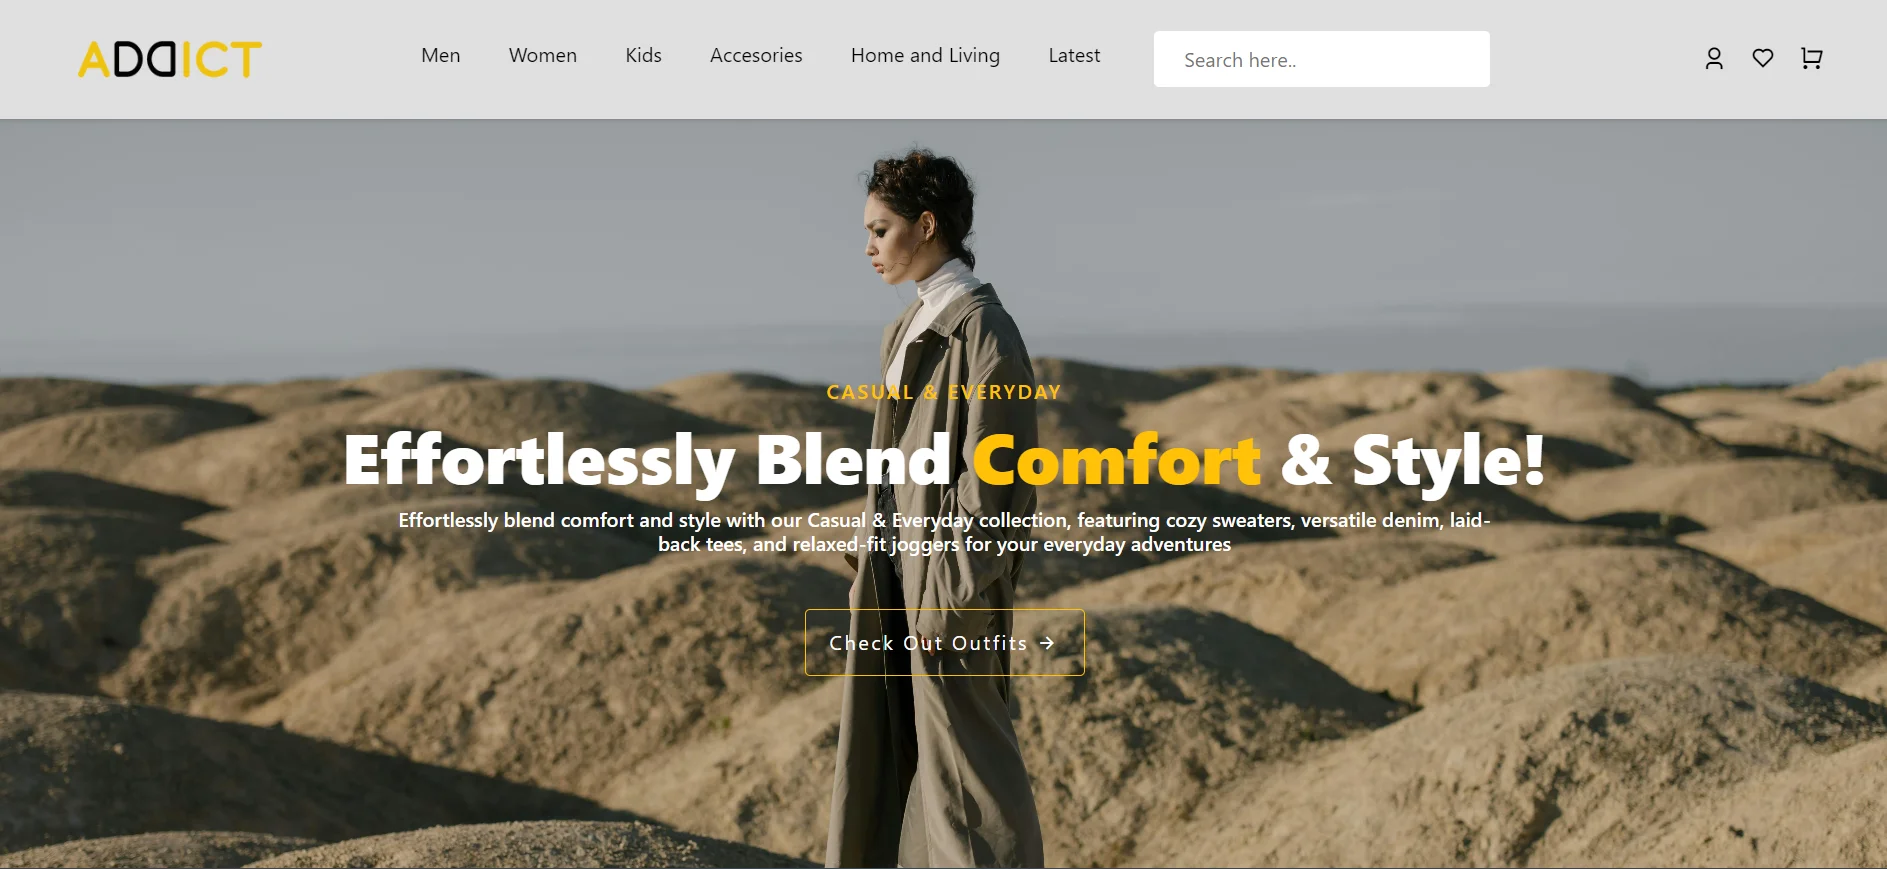 ADDICT
Men
Women
Kids
Accesories
Home and Living
Latest
Search here..
CASUAL & EVERYDAY
Effortlessly Blend Comfort & Style!
Effortlessly blend comfort and style with our Casual & Everyday collection, featuring cozy sweaters, versatile denim, laid-
back tees, and relaxed-fit joggers for your everyday adventures
Check Out Outfits →